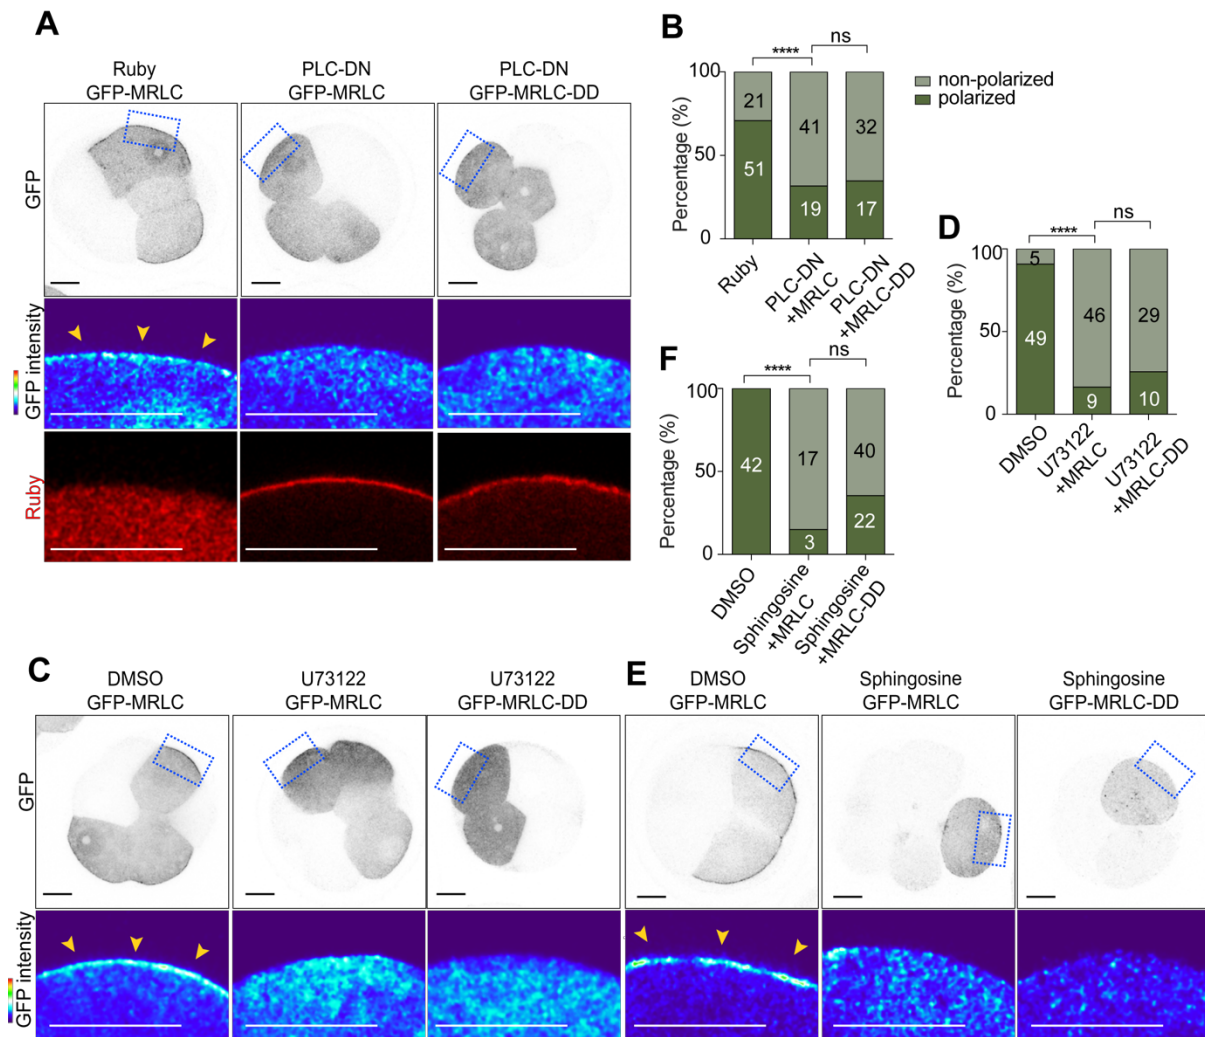 A
Ruby
GFP-MRLC
PLC-DN
GFP-MRLC
PLC-DN
GFP-MRLC-DD
GFP
GFP intensity
Ruby
B
****
ns
Percentage (%)
100
50
0
21
51
41
19
32
17
Ruby
PLC-DN
+MRLC
PLC-DN
+MRLC-DD
non-polarized
polarized
D
****
ns
Percentage (%)
100
50
0
5
49
46
9
29
10
DMSO
U73122
+MRLC
U73122
+MRLC-DD
F
****
ns
Percentage (%)
100
50
0
42
17
3
40
22
DMSO
Sphingosine
+MRLC
Sphingosine
+MRLC-DD
C
DMSO
GFP-MRLC
U73122
GFP-MRLC
U73122
GFP-MRLC-DD
GFP
GFP intensity
E
DMSO
GFP-MRLC
Sphingosine
GFP-MRLC
Sphingosine
GFP-MRLC-DD